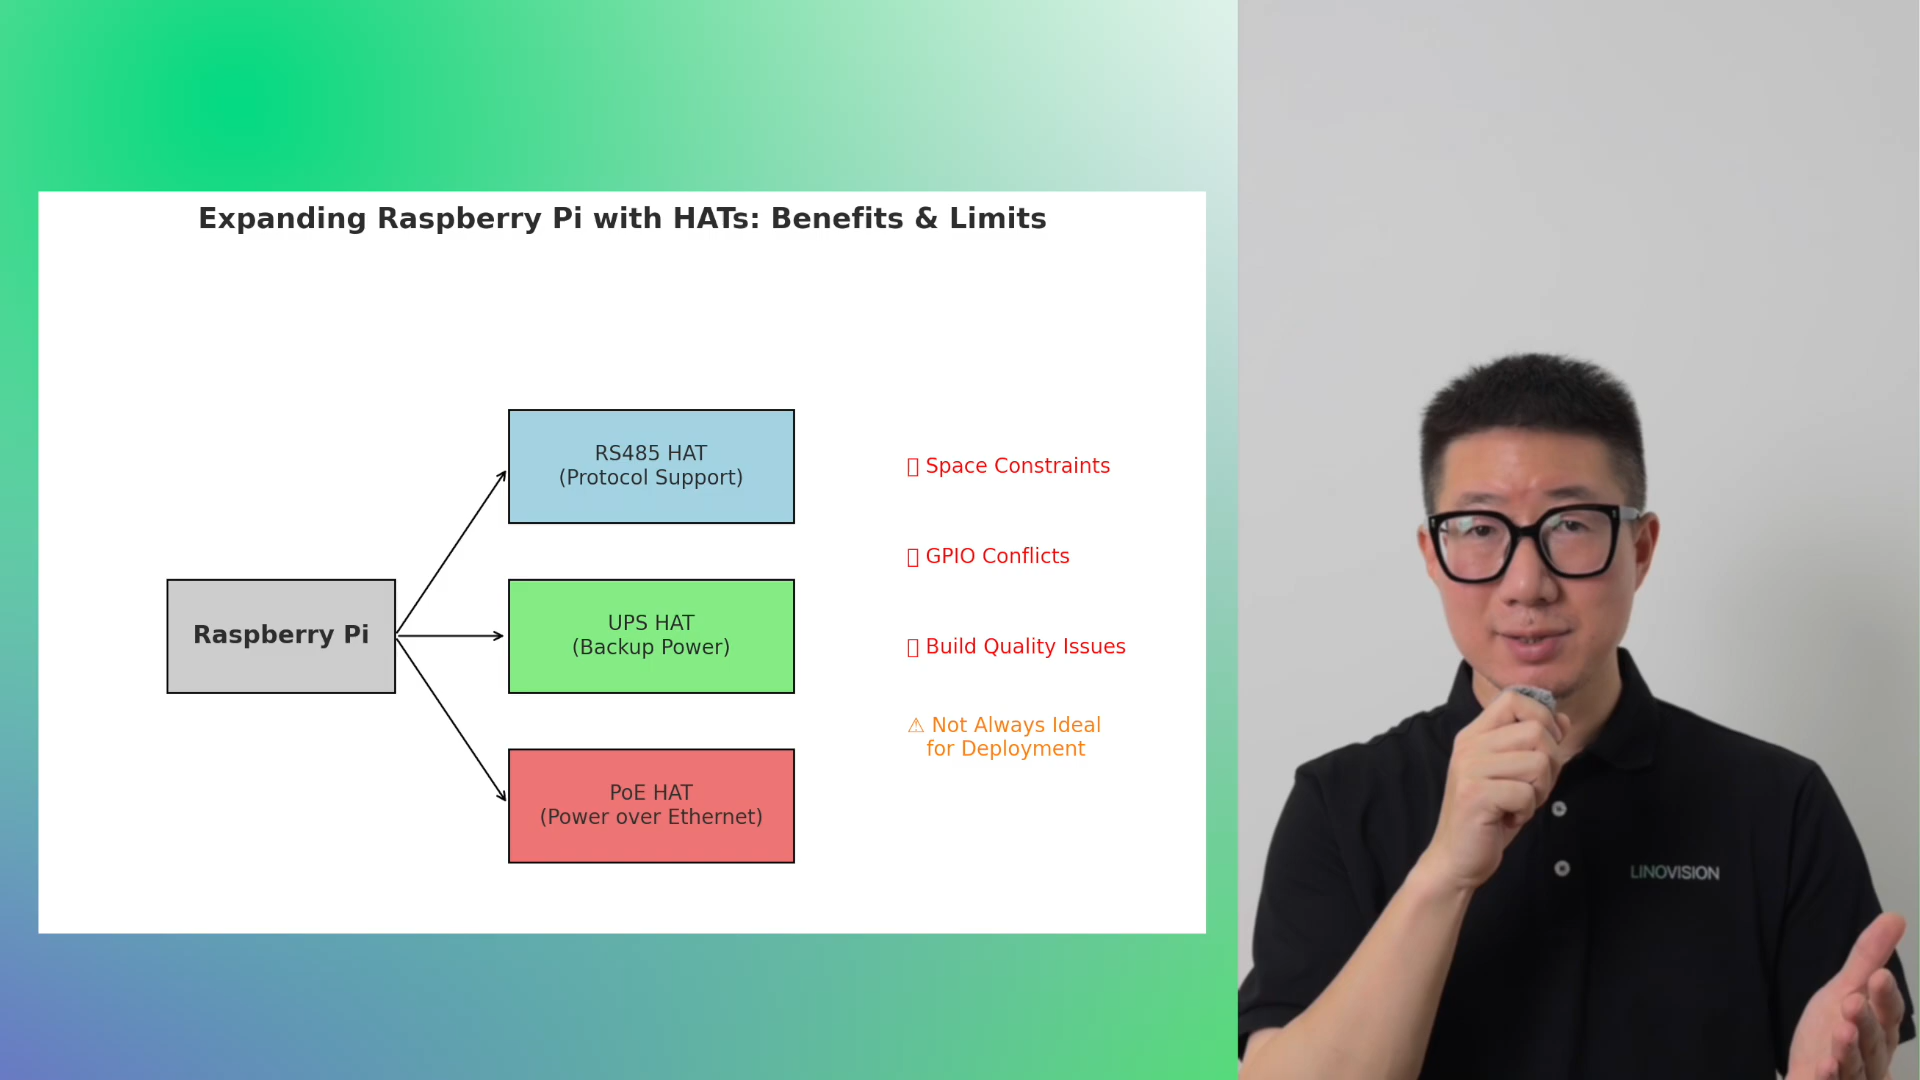 Expanding Raspberry Pi with HATs: Benefits & Limits
Raspberry Pi
RS485 HAT
(Protocol Support)
UPS HAT
(Backup Power)
PoE HAT
(Power over Ethernet)
Space Constraints
GPIO Conflicts
Build Quality Issues
⚠ Not Always Ideal
for Deployment
LINOVISION